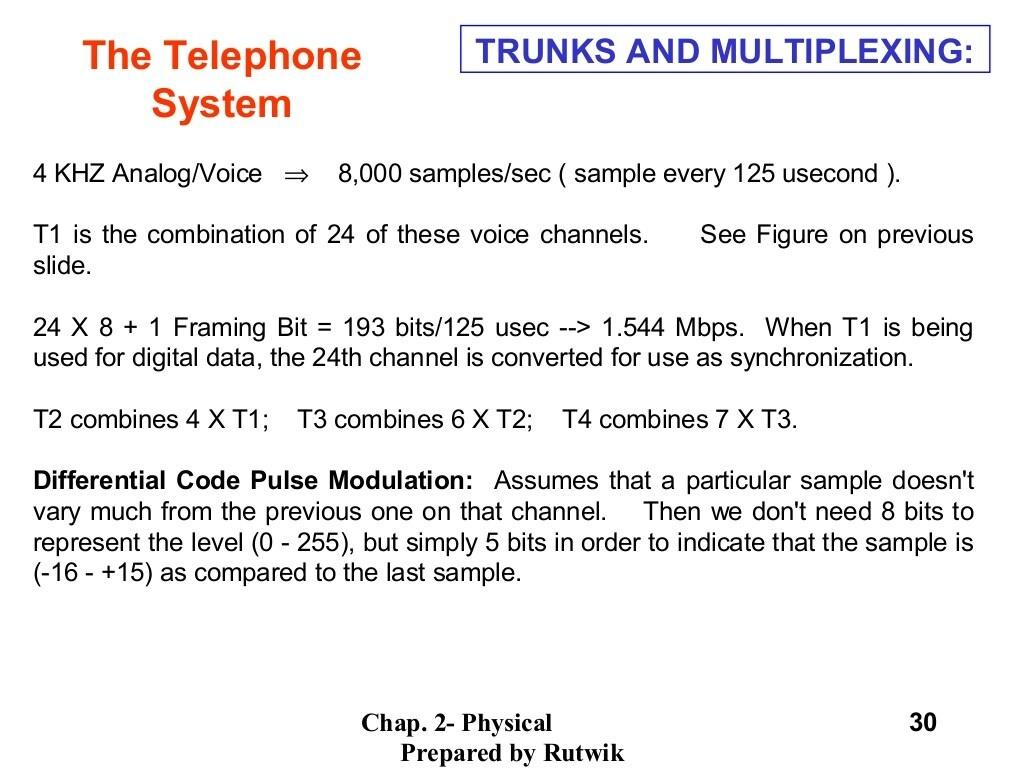 The Telephone
System
TRUNKS AND MULTIPLEXING:
4 KHZ Analog/Voice ⇒ 8,000 samples/sec ( sample every 125 usecond ).
T1 is the combination of 24 of these voice channels. See Figure on previous
slide.
24 X 8 + 1 Framing Bit = 193 bits/125 usec --> 1.544 Mbps. When T1 is being
used for digital data, the 24th channel is converted for use as synchronization.
T2 combines 4 X T1; T3 combines 6 X T2; T4 combines 7 X T3.
Differential Code Pulse Modulation: Assumes that a particular sample doesn't
vary much from the previous one on that channel. Then we don't need 8 bits to
represent the level (0 - 255), but simply 5 bits in order to indicate that the sample is
(-16 - +15) as compared to the last sample.
Chap. 2- Physical
Prepared by Rutwik
30